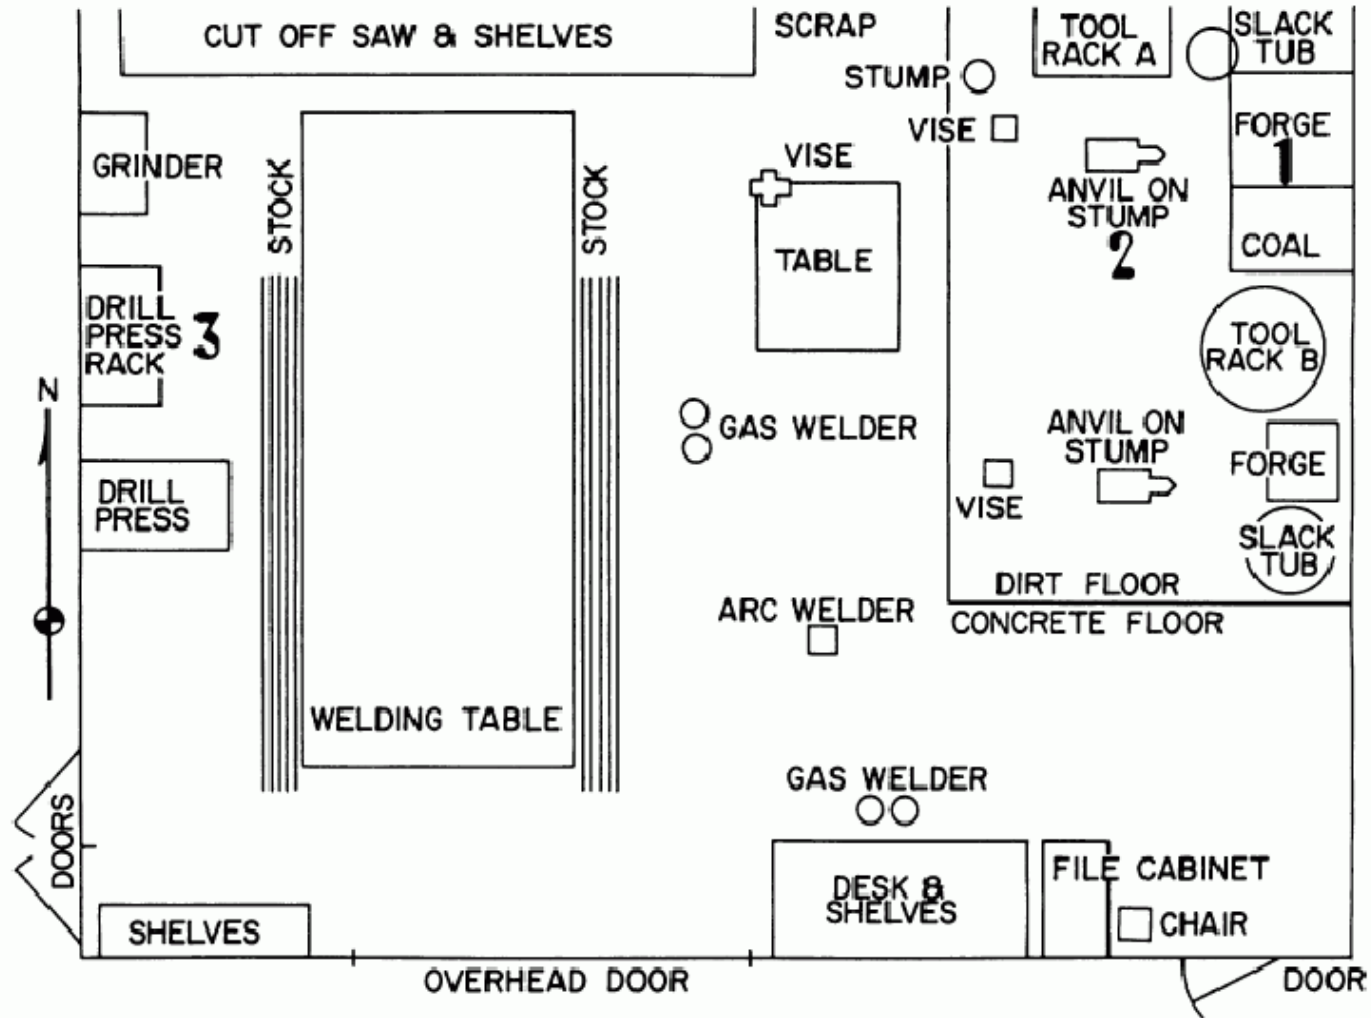 CUT OFF SAW & SHELVES
SCRAP
TOOL
RACK A
SLACK
TUB
STUMP
VISE
FORGE
1
GRINDER
STOCK
STOCK
VISE
ANVIL ON
STUMP
2
COAL
TABLE
DRILL
PRESS
RACK
3
TOOL
RACK B
N
GAS WELDER
ANVIL ON
STUMP
FORGE
DRILL
PRESS
VISE
SLACK
TUB
DIRT FLOOR
ARC WELDER
CONCRETE FLOOR
WELDING TABLE
GAS WELDER
DOORS
DESK &
SHELVES
FILE CABINET
SHELVES
CHAIR
OVERHEAD DOOR
DOOR